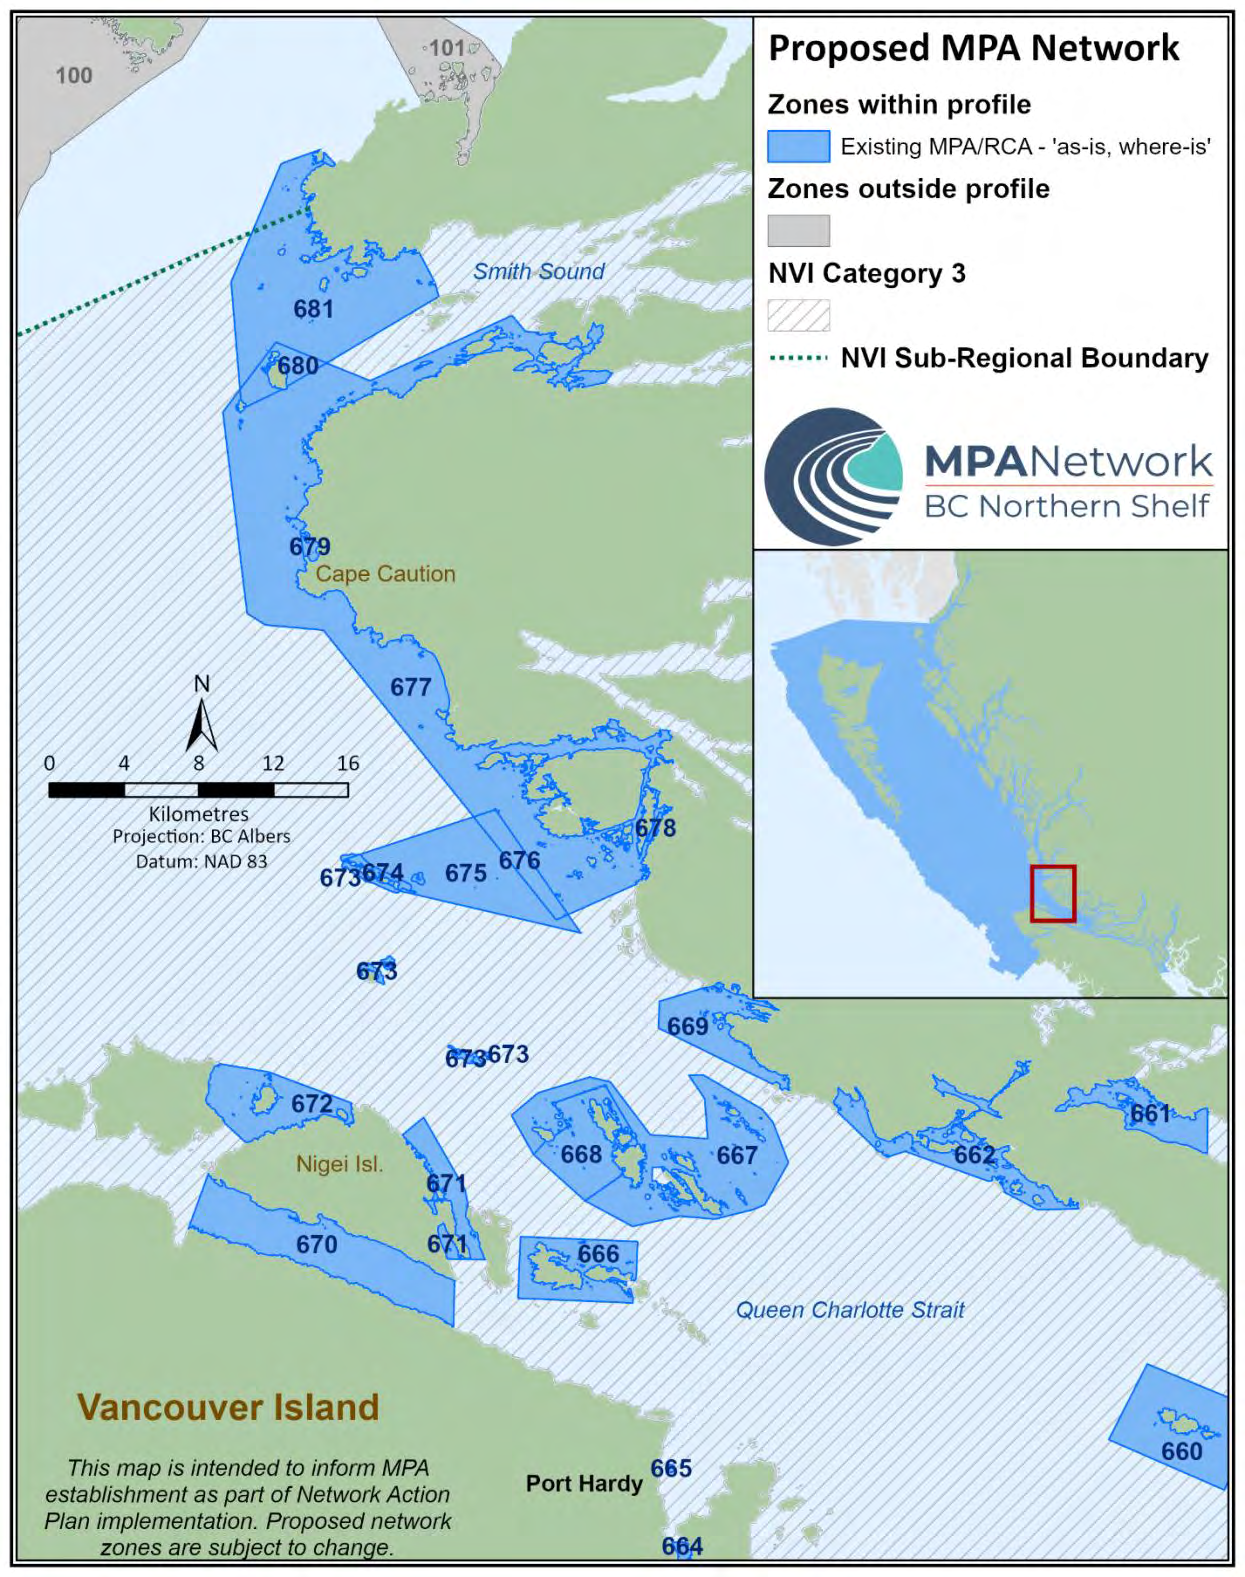 Proposed MPA Network
Zones within profile
Existing MPA/RCA - 'as-is, where-is'
Zones outside profile
NVI Category 3
NVI Sub-Regional Boundary
MPANetwork
BC Northern Shelf
100
101
Smith Sound
681
680
679
Cape Caution
677
N
0 4 8 12 16
Kilometres
Projection: BC Albers
Datum: NAD 83
678
676
675
674
673
673
669
673
673
672
661
662
668
667
Nigei Isl.
671
671
670
666
Queen Charlotte Strait
Vancouver Island
660
665
Port Hardy
664
This map is intended to inform MPA
establishment as part of Network Action
Plan implementation. Proposed network
zones are subject to change.